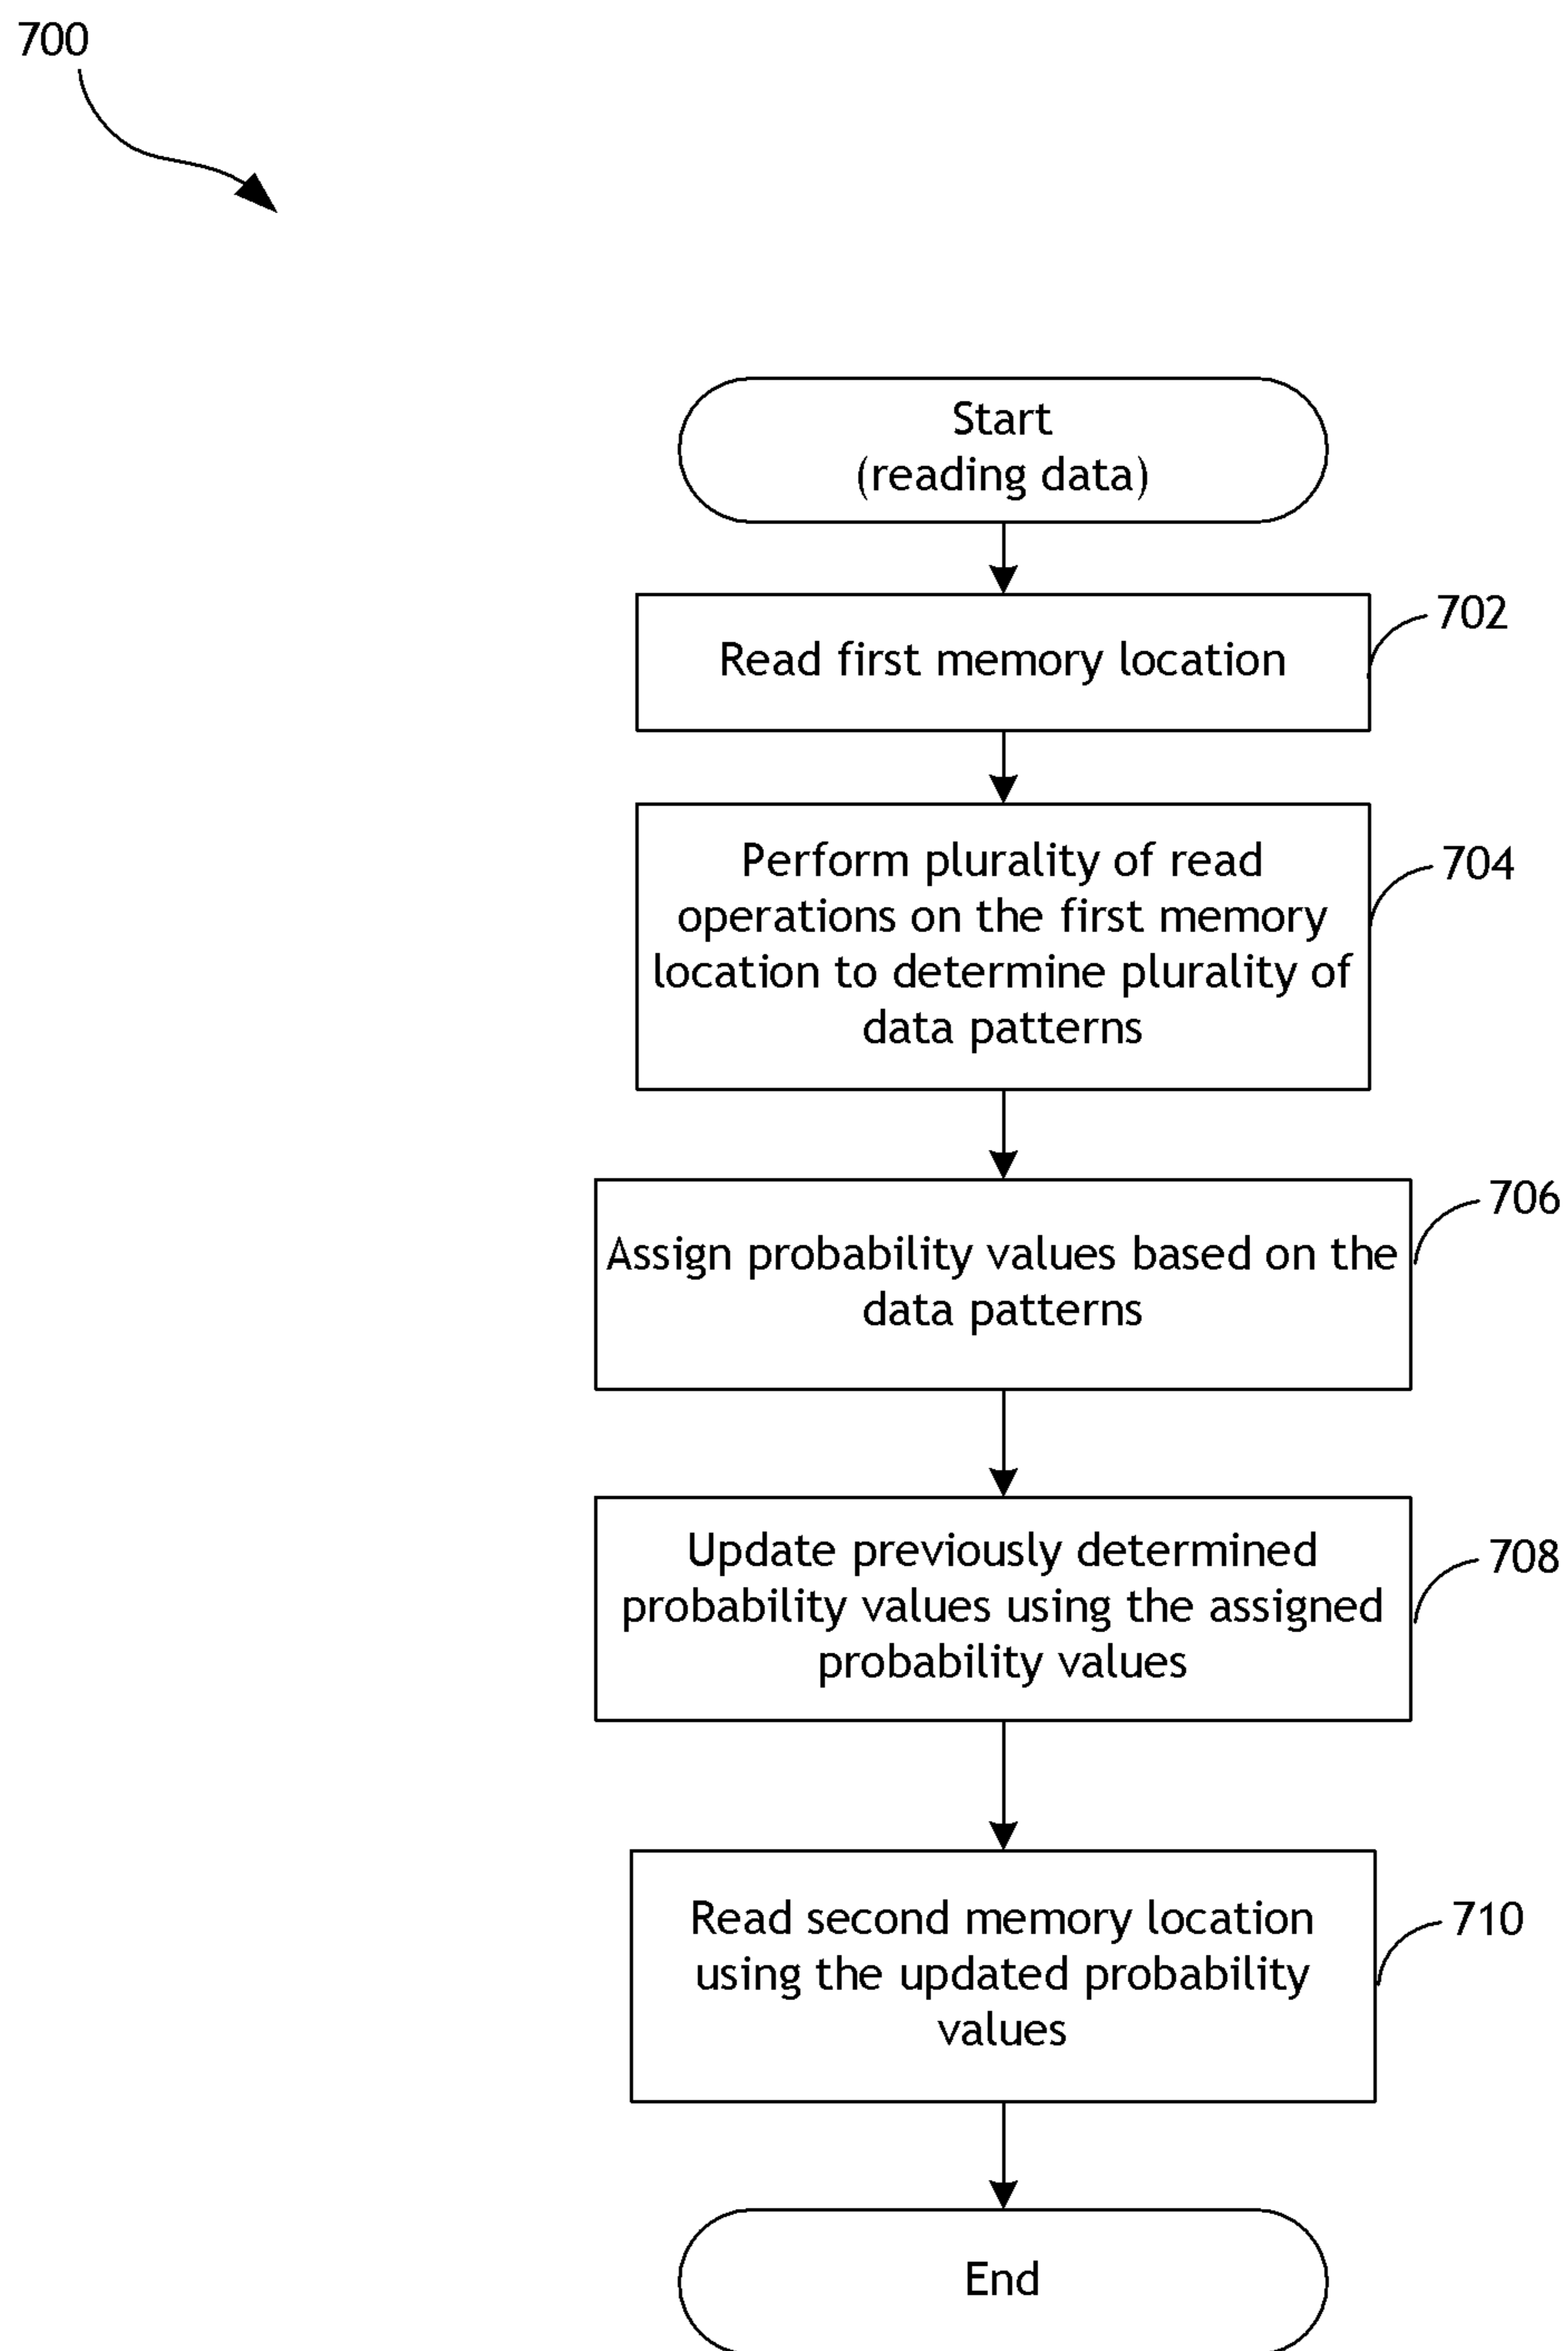 700
Start
(reading data)
Read first memory location
702
Perform plurality of read
operations on the first memory
location to determine plurality of
data patterns
704
Assign probability values based on the
data patterns
706
Update previously determined
probability values using the assigned
probability values
708
Read second memory location
using the updated probability
values
710
End